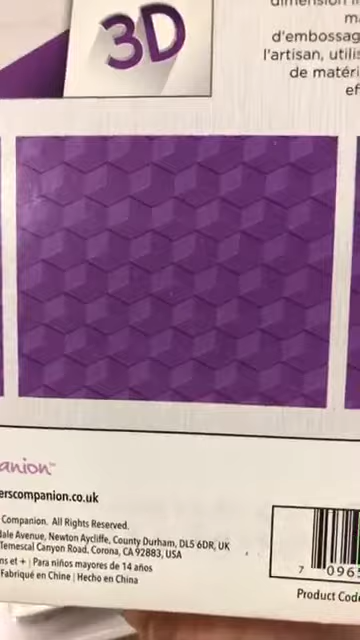 3D
dimension
d'embossag
l'artisan, utilis
de matéri
ef
anion™
erscompanion.co.uk
Companion. All Rights Reserved.
dale Avenue, Newton Aycliffe, County Durham, DL5 6DR, UK
Temescal Canyon Road, Corona, CA 92883, USA
ns et + | Para niños mayores de 14 años
Fabriqué en Chine | Hecho en China
7 0965
Product Code